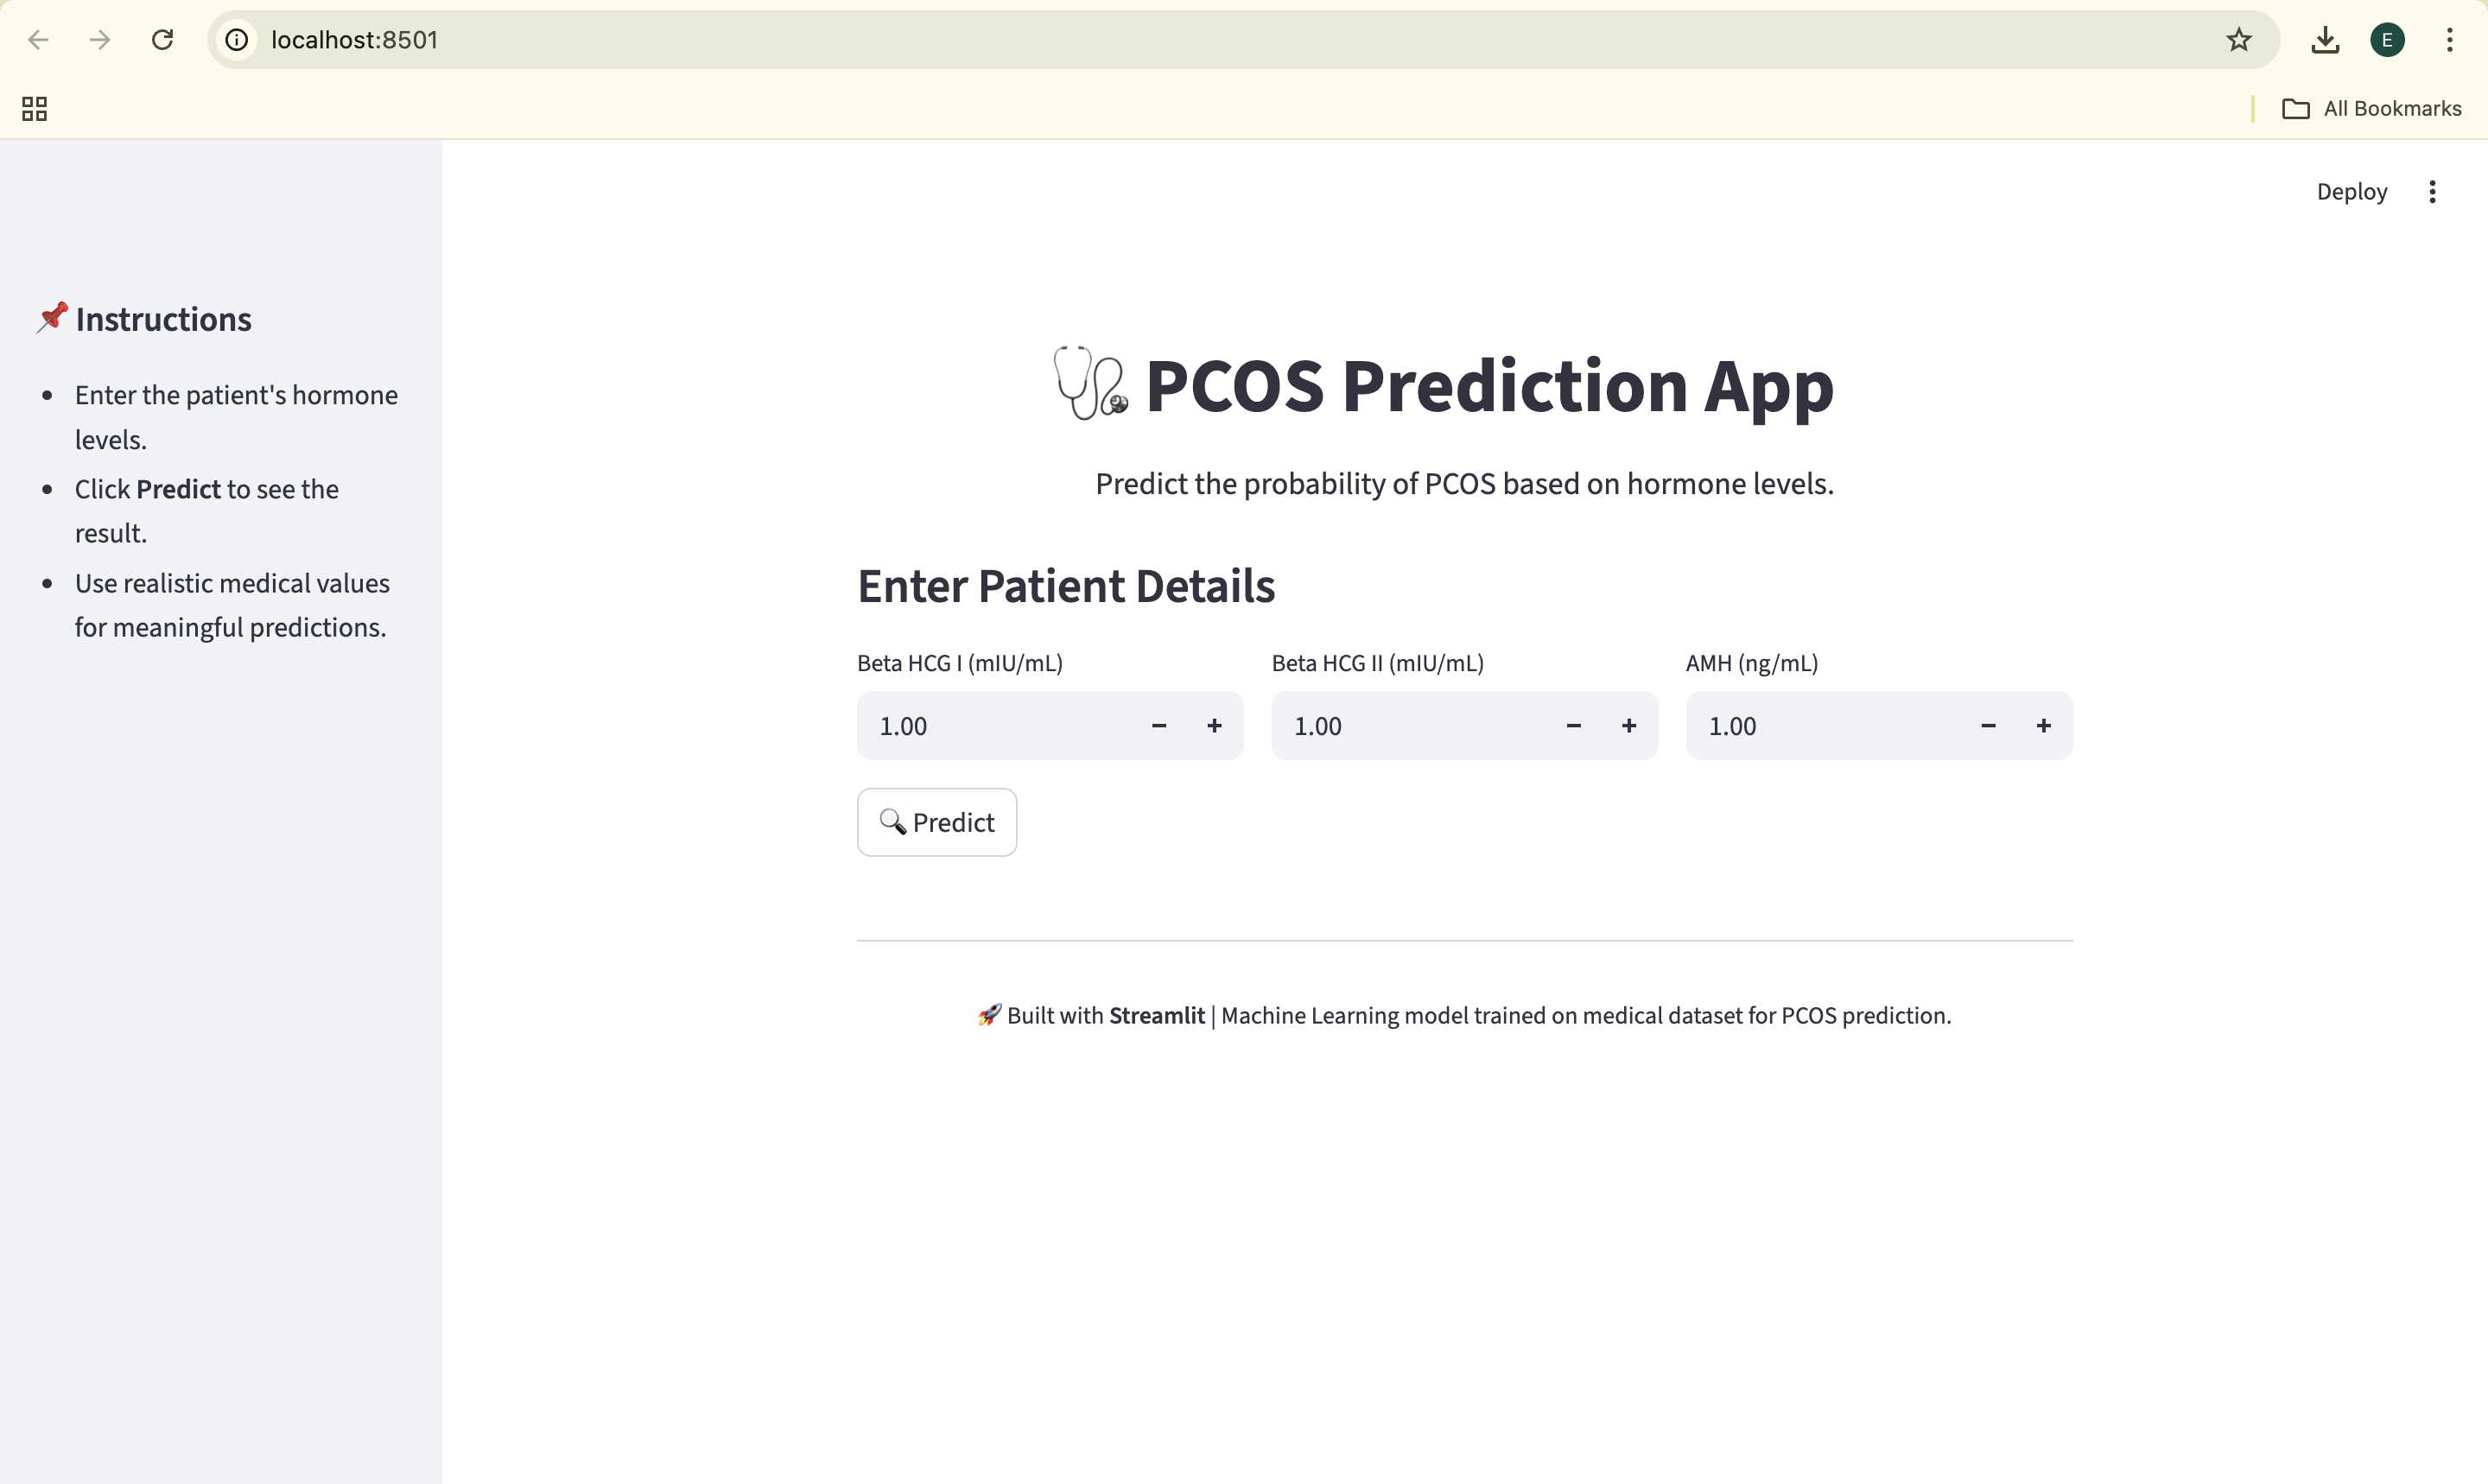 localhost:8501
E
All Bookmarks
Deploy
📌 Instructions
• Enter the patient's hormone
levels.
• Click Predict to see the
result.
• Use realistic medical values
for meaningful predictions.
🩺 PCOS Prediction App
Predict the probability of PCOS based on hormone levels.
Enter Patient Details
Beta HCG I (mIU/mL) Beta HCG II (mIU/mL) AMH (ng/mL)
1.00 − + 1.00 − + 1.00 − +
🔍 Predict
🚀 Built with Streamlit | Machine Learning model trained on medical dataset for PCOS prediction.